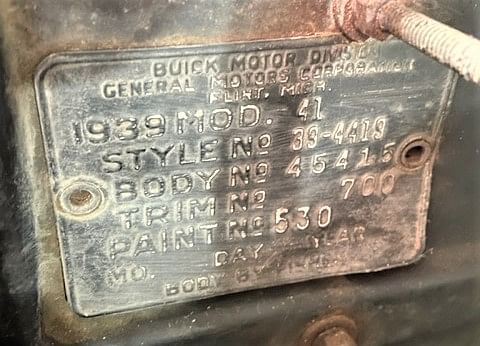 BUICK MOTOR DIVISION
GENERAL MOTORS CORPORATION
FLINT, MICH.
1939 MOD. 41
STYLE Nº 39-4419
BODY Nº 45415
TRIM Nº 700
PAINT Nº 530
MO. DAY YEAR
BODY BY